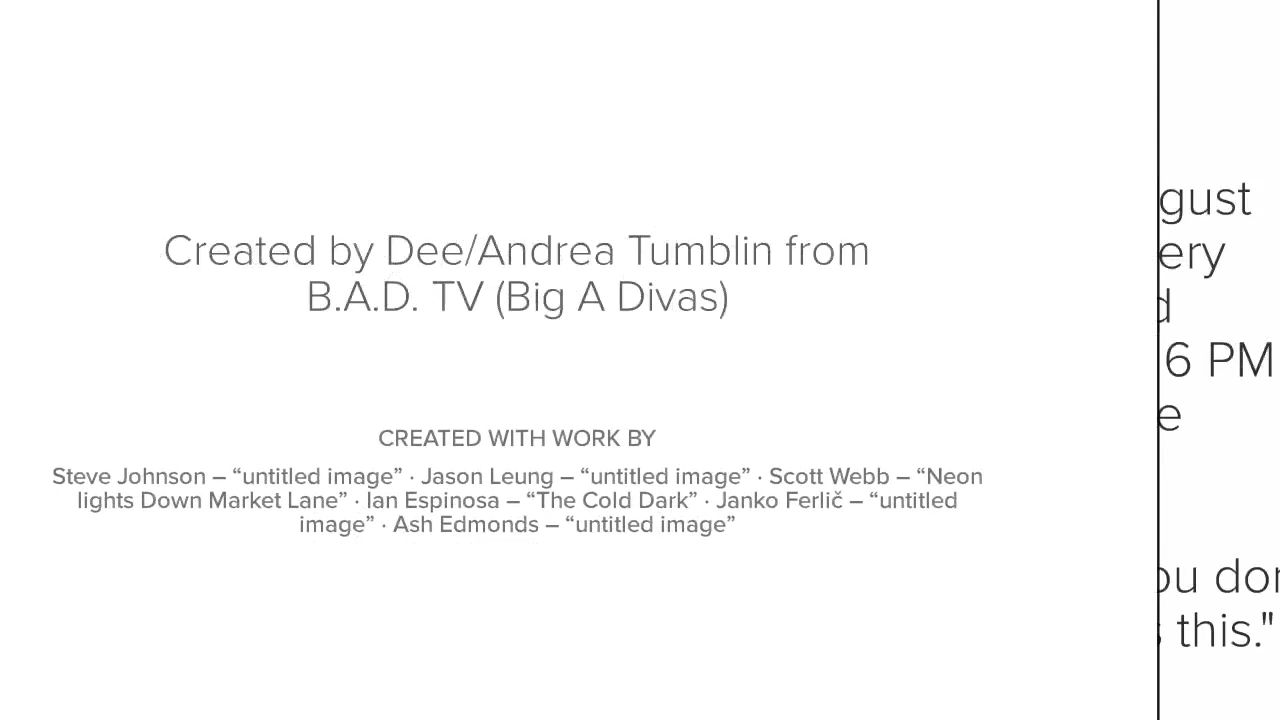 Created by Dee/Andrea Tumblin from
B.A.D. TV (Big A Divas)
CREATED WITH WORK BY
Steve Johnson – “untitled image” · Jason Leung – “untitled image” · Scott Webb – “Neon
lights Down Market Lane” · Ian Espinosa – “The Cold Dark” · Janko Ferlič – “untitled
image” · Ash Edmonds – “untitled image”
6 PM
this."